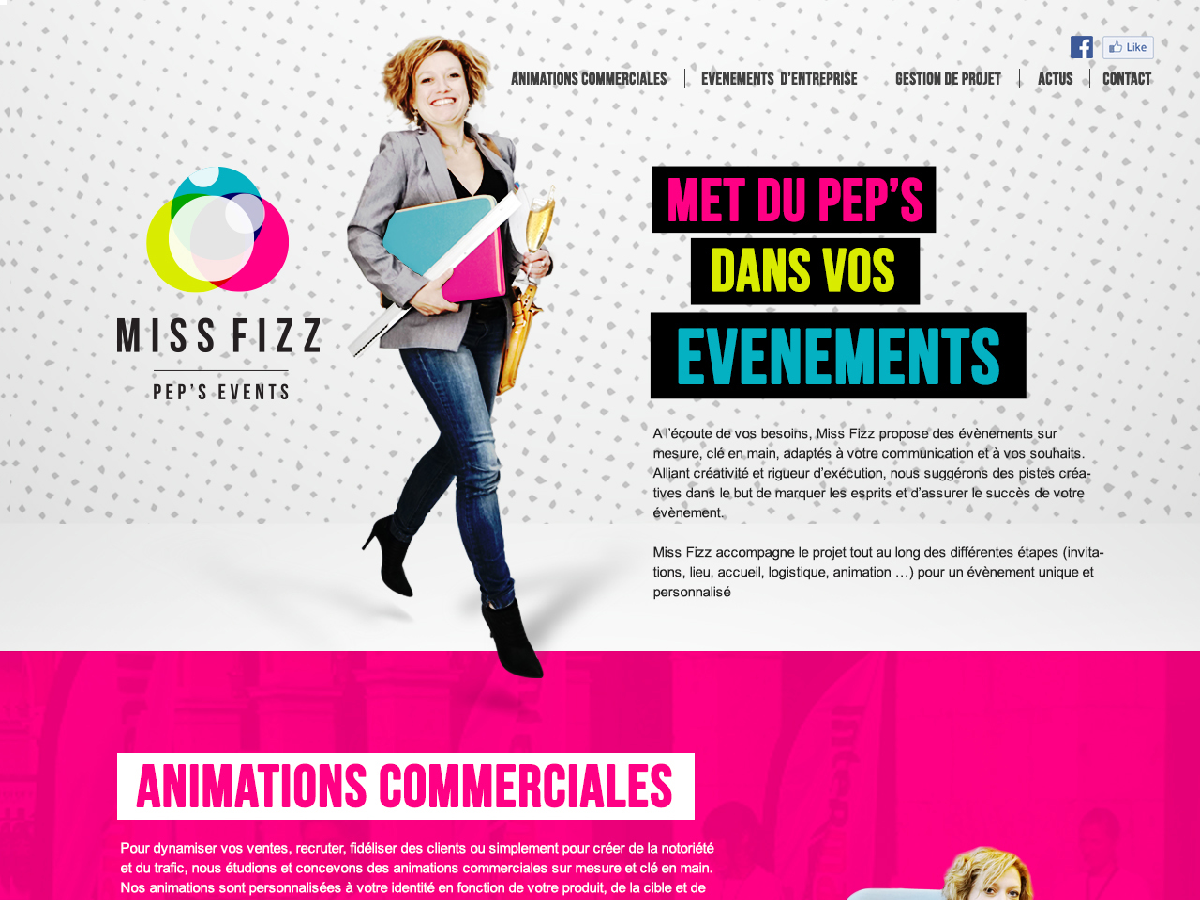 Like
ANIMATIONS COMMERCIALES
EVENEMENTS D'ENTREPRISE
GESTION DE PROJET
ACTUS
CONTACT
MISS FIZZ
PEP'S EVENTS
MET DU PEP'S
DANS VOS
EVENEMENTS
A l'écoute de vos besoins, Miss Fizz propose des évènements sur
mesure, clé en main, adaptés à votre communication et à vos souhaits.
Alliant créativité et rigueur d'exécution, nous suggérons des pistes créa-
tives dans le but de marquer les esprits et d'assurer le succès de votre
évènement.
Miss Fizz accompagne le projet tout au long des différentes étapes (invita-
tions, lieu, accueil, logistique, animation …) pour un évènement unique et
personnalisé
ANIMATIONS COMMERCIALES
Pour dynamiser vos ventes, recruter, fidéliser des clients ou simplement pour créer de la notoriété
et du trafic, nous étudions et concevons des animations commerciales sur mesure et clé en main.
Nos animations sont personnalisées à votre identité en fonction de votre produit, de la cible et de